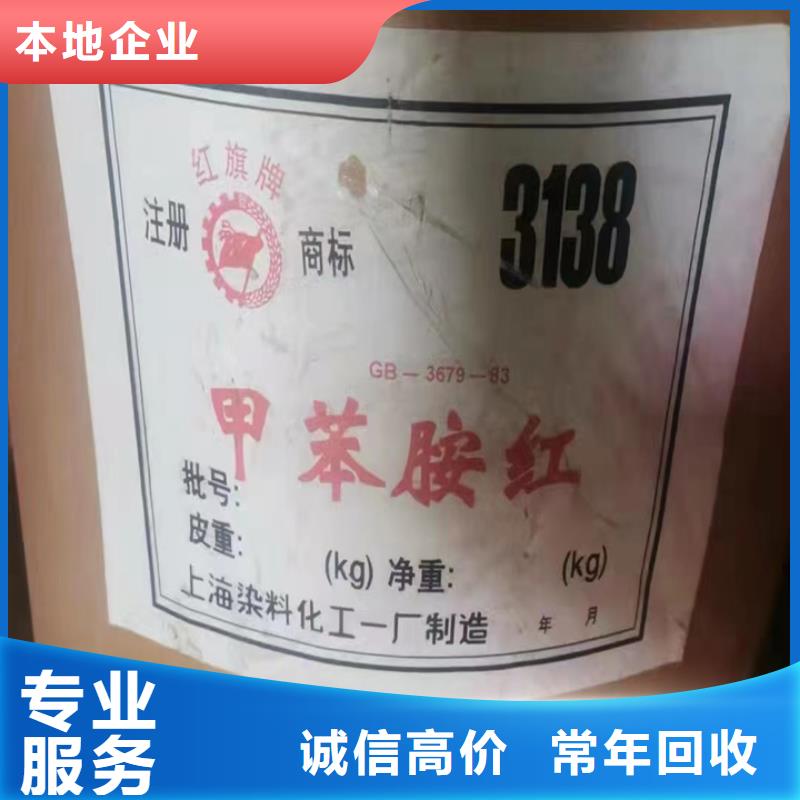 本地企业
红旗牌
注册 商标
3138
GB-3679-83
甲苯胺红
批号:
皮重: (kg) 净重: (kg)
上海染料化工一厂制造 年 月
专业
服务
诚信高价 常年回收